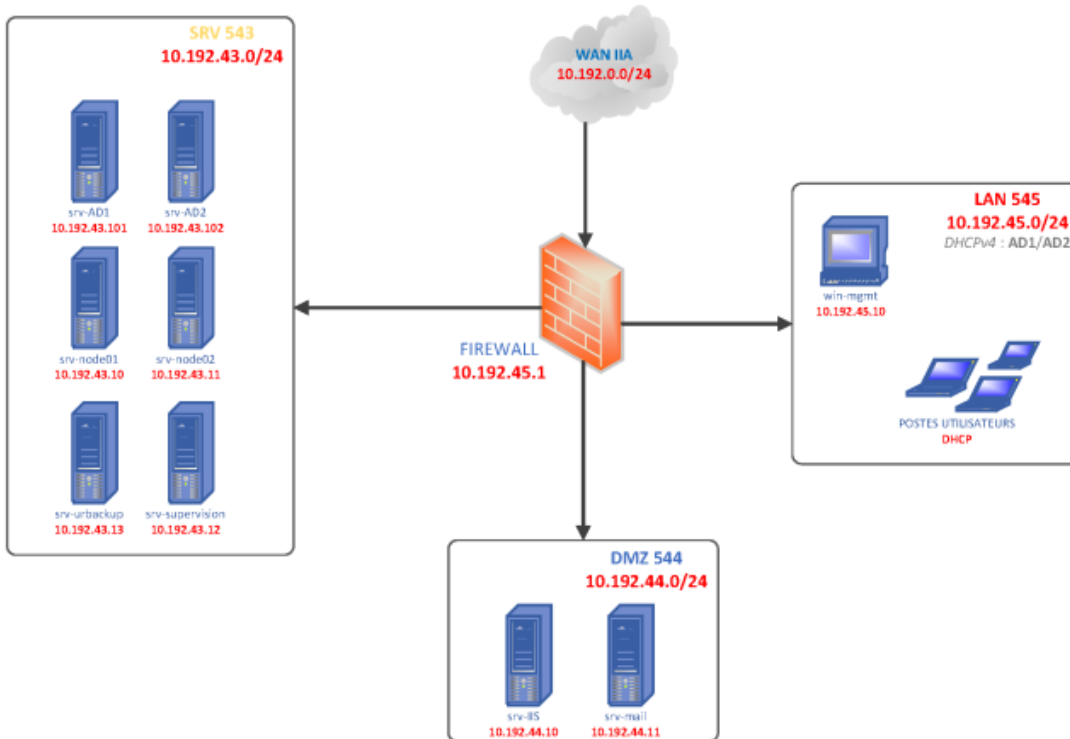 SRV 543
10.192.43.0/24
srv-AD1
10.192.43.101
srv-AD2
10.192.43.102
srv-node01
10.192.43.10
srv-node02
10.192.43.11
srv-urbackup
10.192.43.13
srv-supervision
10.192.43.12
WAN IIA
10.192.0.0/24
FIREWALL
10.192.45.1
LAN 545
10.192.45.0/24
DHCPv4 : AD1/AD2
win-mgmt
10.192.45.10
POSTES UTILISATEURS
DHCP
DMZ 544
10.192.44.0/24
srv-IIS
10.192.44.10
srv-mail
10.192.44.11